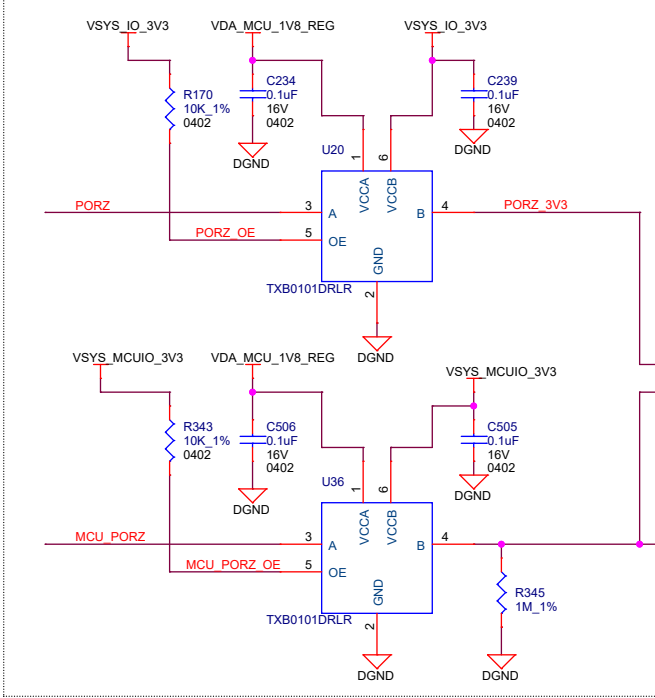 VSYS_IO_3V3
VDA_MCU_1V8_REG
VSYS_IO_3V3
R170
10K_1%
0402
C234
0.1uF
16V
0402
DGND
C239
0.1uF
16V
0402
DGND
U20
1
6
VCCA
VCCB
PORZ
3
A
B
4
PORZ_3V3
PORZ_OE
5
OE
GND
2
TXB0101DRLR
DGND
VSYS_MCUIO_3V3
VDA_MCU_1V8_REG
VSYS_MCUIO_3V3
R343
10K_1%
0402
C506
0.1uF
16V
0402
DGND
C505
0.1uF
16V
0402
DGND
U36
1
6
VCCA
VCCB
MCU_PORZ
3
A
B
4
MCU_PORZ_OE
5
OE
GND
2
TXB0101DRLR
DGND
R345
1M_1%
DGND